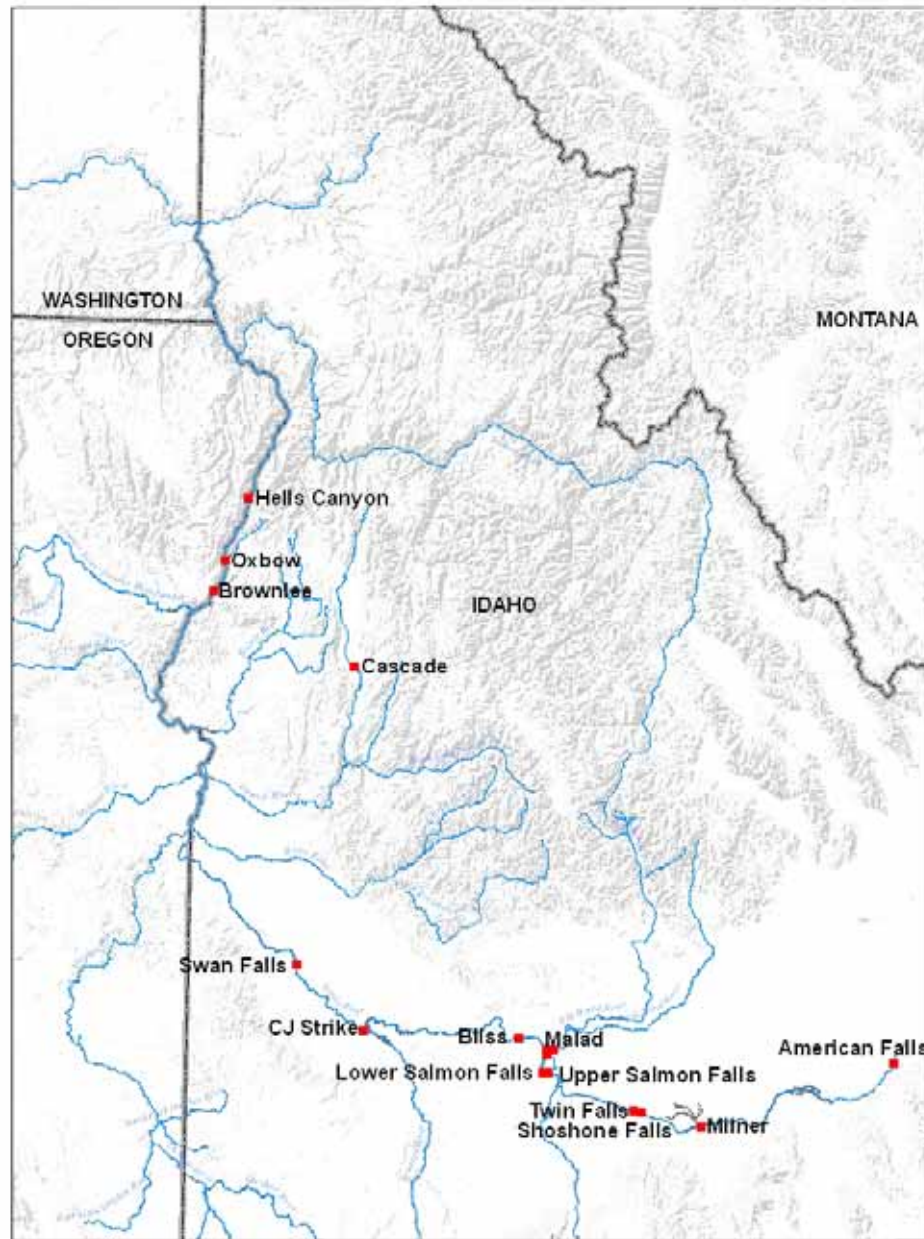 WASHINGTON
OREGON
MONTANA
Hells Canyon
Oxbow
Brownlee
IDAHO
Cascade
Swan Falls
CJ Strike
Bliss
Malad
American Falls
Lower Salmon Falls
Upper Salmon Falls
Twin Falls
Shoshone Falls
Milner